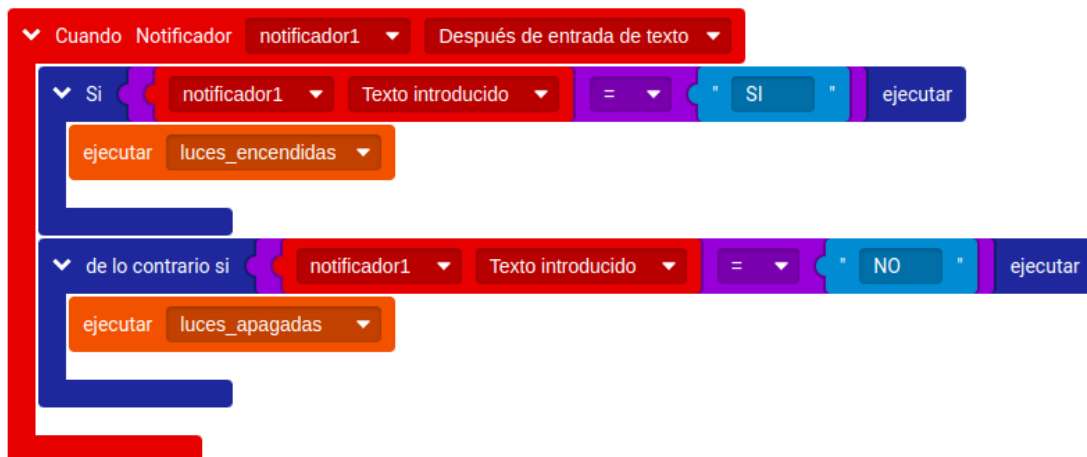 Cuando Notificador notificador1 Después de entrada de texto
Si notificador1 Texto introducido = " SI " ejecutar
ejecutar luces_encendidas
de lo contrario si notificador1 Texto introducido = " NO " ejecutar
ejecutar luces_apagadas